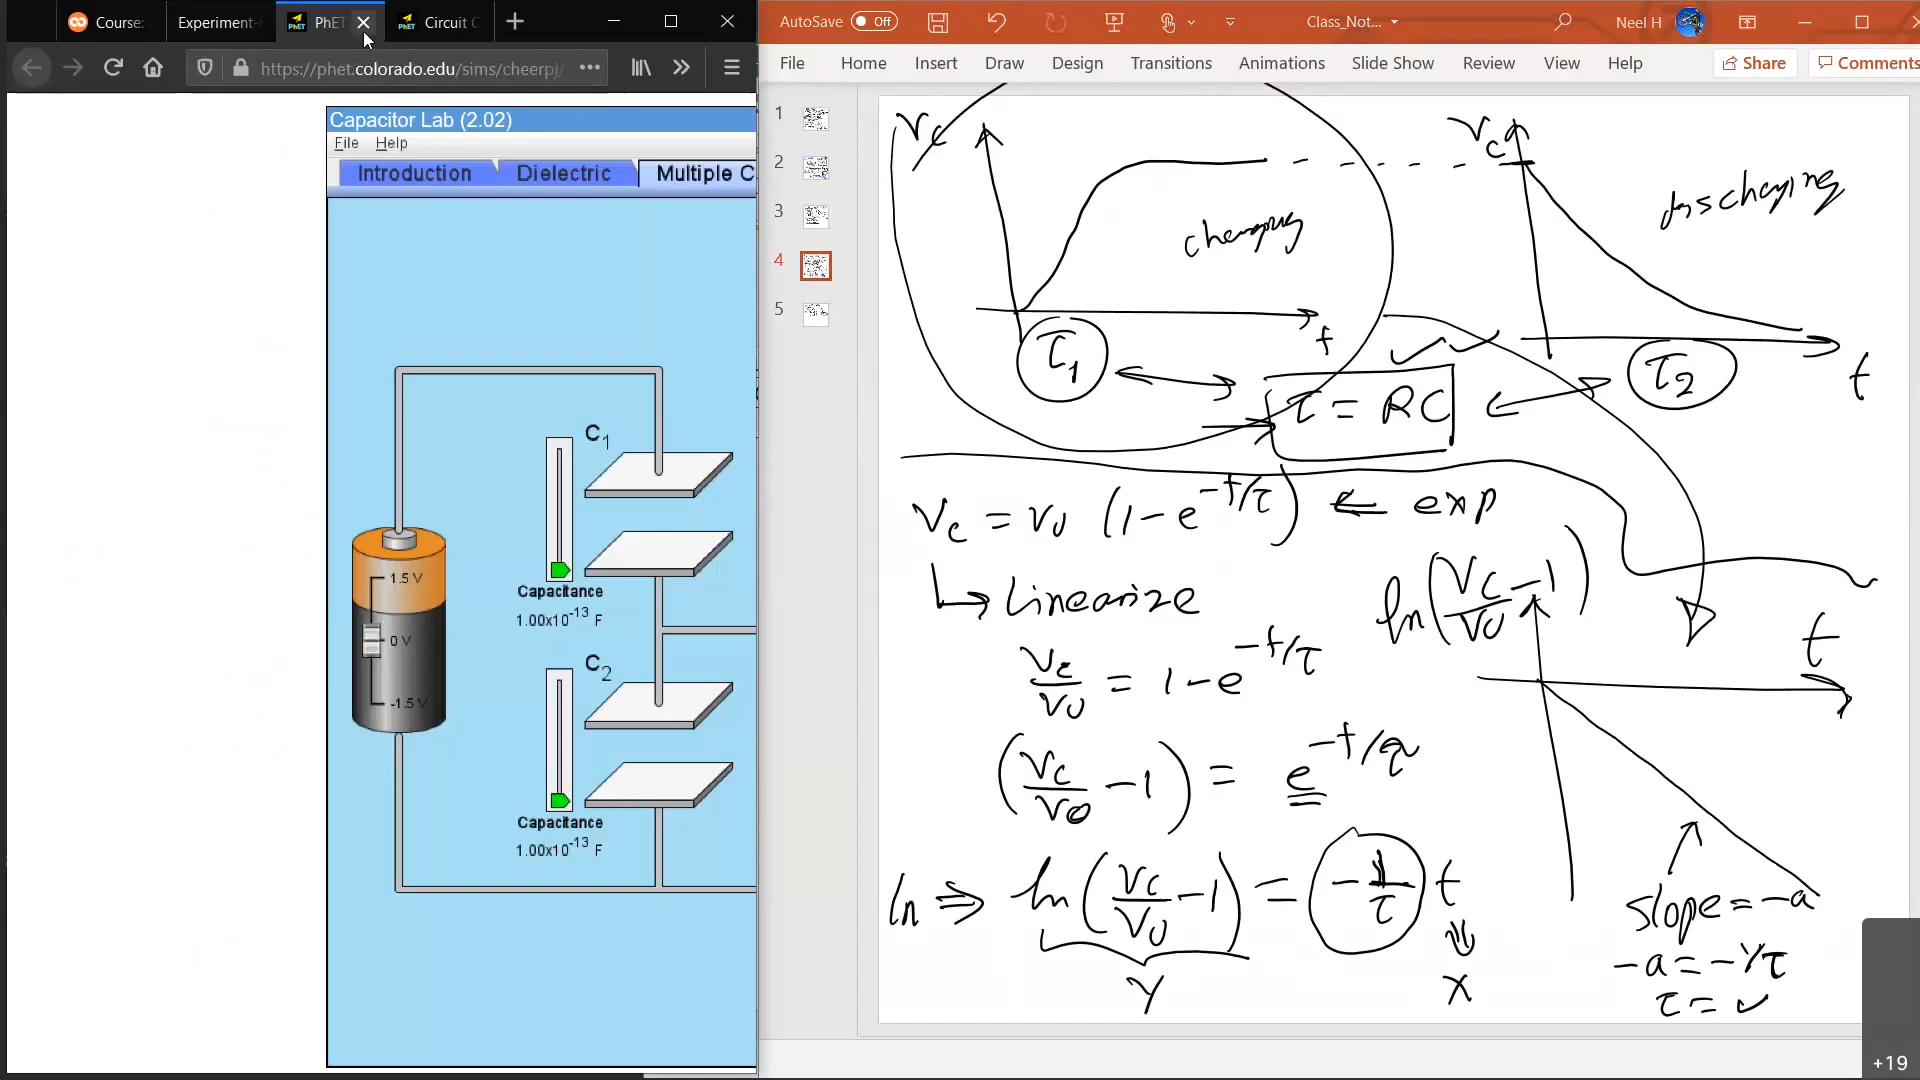 Course:
Experiment-
PhET
Circuit C
https://phet.colorado.edu/sims/cheerpj/
Capacitor Lab (2.02)
File Help
Introduction Dielectric Multiple C
C1
Capacitance
1.00x10-13 F
1.5 V
0 V
-1.5 V
C2
Capacitance
1.00x10-13 F
AutoSave Off
Class_Not...
Neel H
File Home Insert Draw Design Transitions Animations Slide Show Review View Help
Share Comments
1
2
3
4
5
Vc
charging
t
τ1
Vc
discharging
t
τ2
τ = RC
Vc = V0 (1 - e^-t/τ) ← exp
↳ Linearize
Vc/V0 = 1 - e^-t/τ
(Vc/V0 - 1) = e^-t/τ
ln ⇒ ln(Vc/V0 - 1) = -1/τ t
Y
X
ln(Vc/V0 - 1)
t
slope = -a
-a = -1/τ
τ = ✓
+19